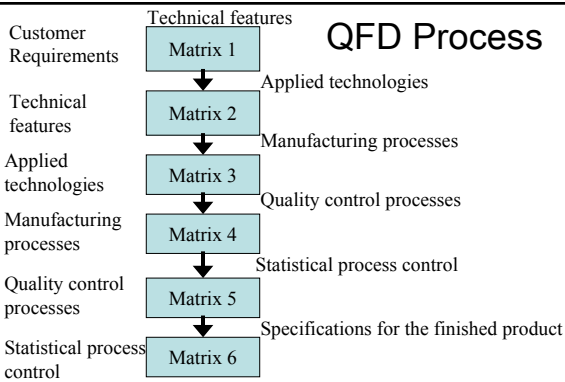 Technical features
QFD Process
Customer
Requirements
Matrix 1
Applied technologies
Technical
features
Matrix 2
Manufacturing processes
Applied
technologies
Matrix 3
Quality control processes
Manufacturing
processes
Matrix 4
Statistical process control
Quality control
processes
Matrix 5
Specifications for the finished product
Statistical process
control
Matrix 6